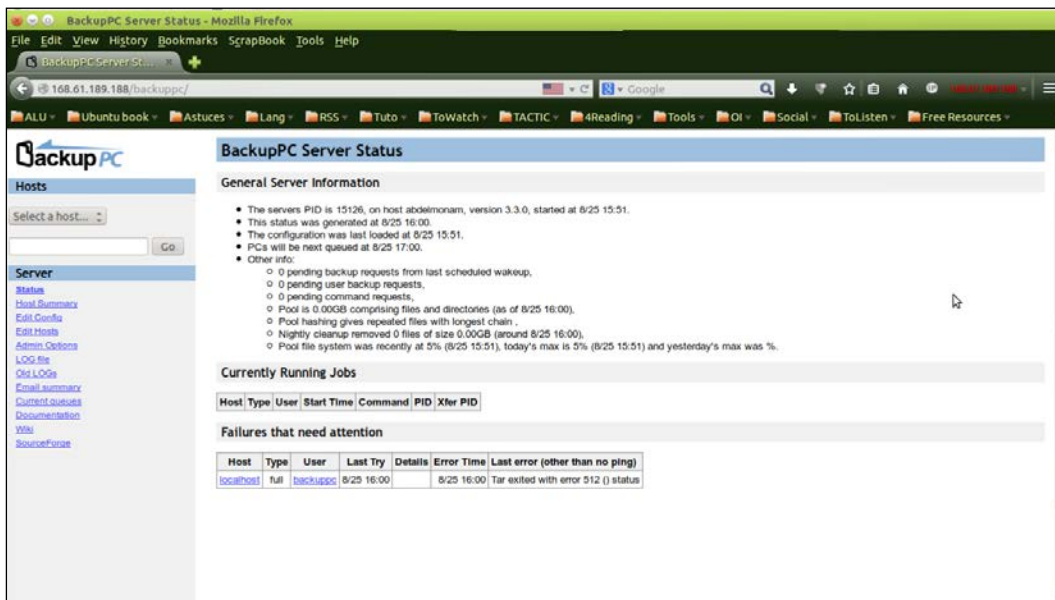 BackupPC Server Status - Mozilla Firefox
File Edit View History Bookmarks ScrapBook Tools Help
BackupPC Server St...
168.61.189.188/backuppc/
Google
ALU Ubuntu book Astuces Lang RSS Tuto ToWatch TACTIC 4Reading Tools OI Social ToListen Free Resources
BackupPC
Hosts
Select a host...
Go
Server
Status
Host Summary
Edit Config
Edit Hosts
Admin Options
LOG file
Old LOGs
Email summary
Current queues
Documentation
Wiki
SourceForge
BackupPC Server Status
General Server Information
The servers PID is 15126, on host abdelmonam, version 3.3.0, started at 8/25 15:51.
This status was generated at 8/25 16:00.
The configuration was last loaded at 8/25 15:51.
PCs will be next queued at 8/25 17:00.
Other info:
0 pending backup requests from last scheduled wakeup,
0 pending user backup requests,
0 pending command requests,
Pool is 0.00GB comprising files and directories (as of 8/25 16:00),
Pool hashing gives repeated files with longest chain ,
Nightly cleanup removed 0 files of size 0.00GB (around 8/25 16:00),
Pool file system was recently at 5% (8/25 15:51), today's max is 5% (8/25 15:51) and yesterday's max was %.
Currently Running Jobs
Host Type User Start Time Command PID Xfer PID
Failures that need attention
Host Type User Last Try Details Error Time Last error (other than no ping)
localhost full backuppc 8/25 16:00 8/25 16:00 Tar exited with error 512 () status